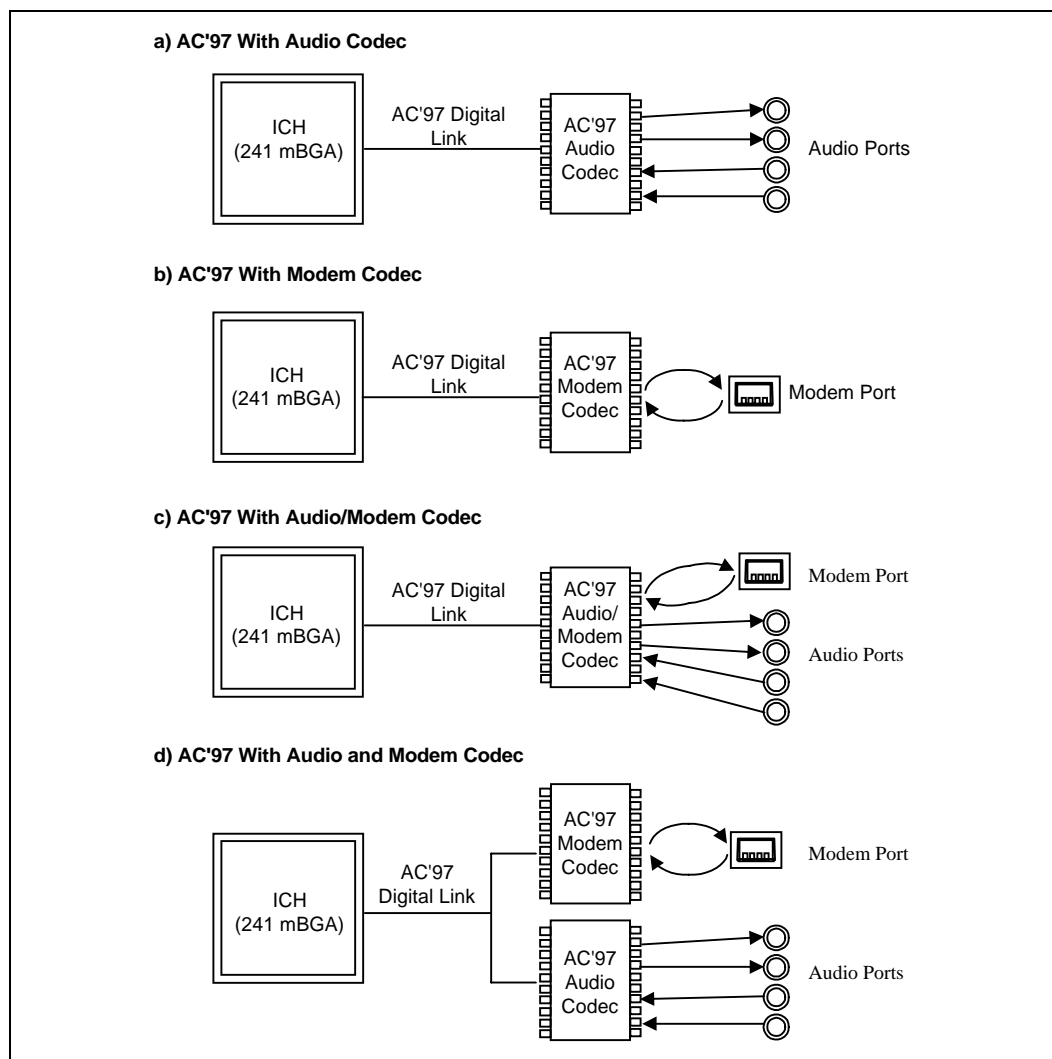 a) AC'97 With Audio Codec
ICH
(241 mBGA)
AC'97 Digital
Link
AC'97
Audio
Codec
Audio Ports
b) AC'97 With Modem Codec
ICH
(241 mBGA)
AC'97 Digital
Link
AC'97
Modem
Codec
Modem Port
c) AC'97 With Audio/Modem Codec
ICH
(241 mBGA)
AC'97 Digital
Link
AC'97
Audio/
Modem
Codec
Modem Port
Audio Ports
d) AC'97 With Audio and Modem Codec
ICH
(241 mBGA)
AC'97
Digital Link
AC'97
Modem
Codec
Modem Port
AC'97
Audio
Codec
Audio Ports